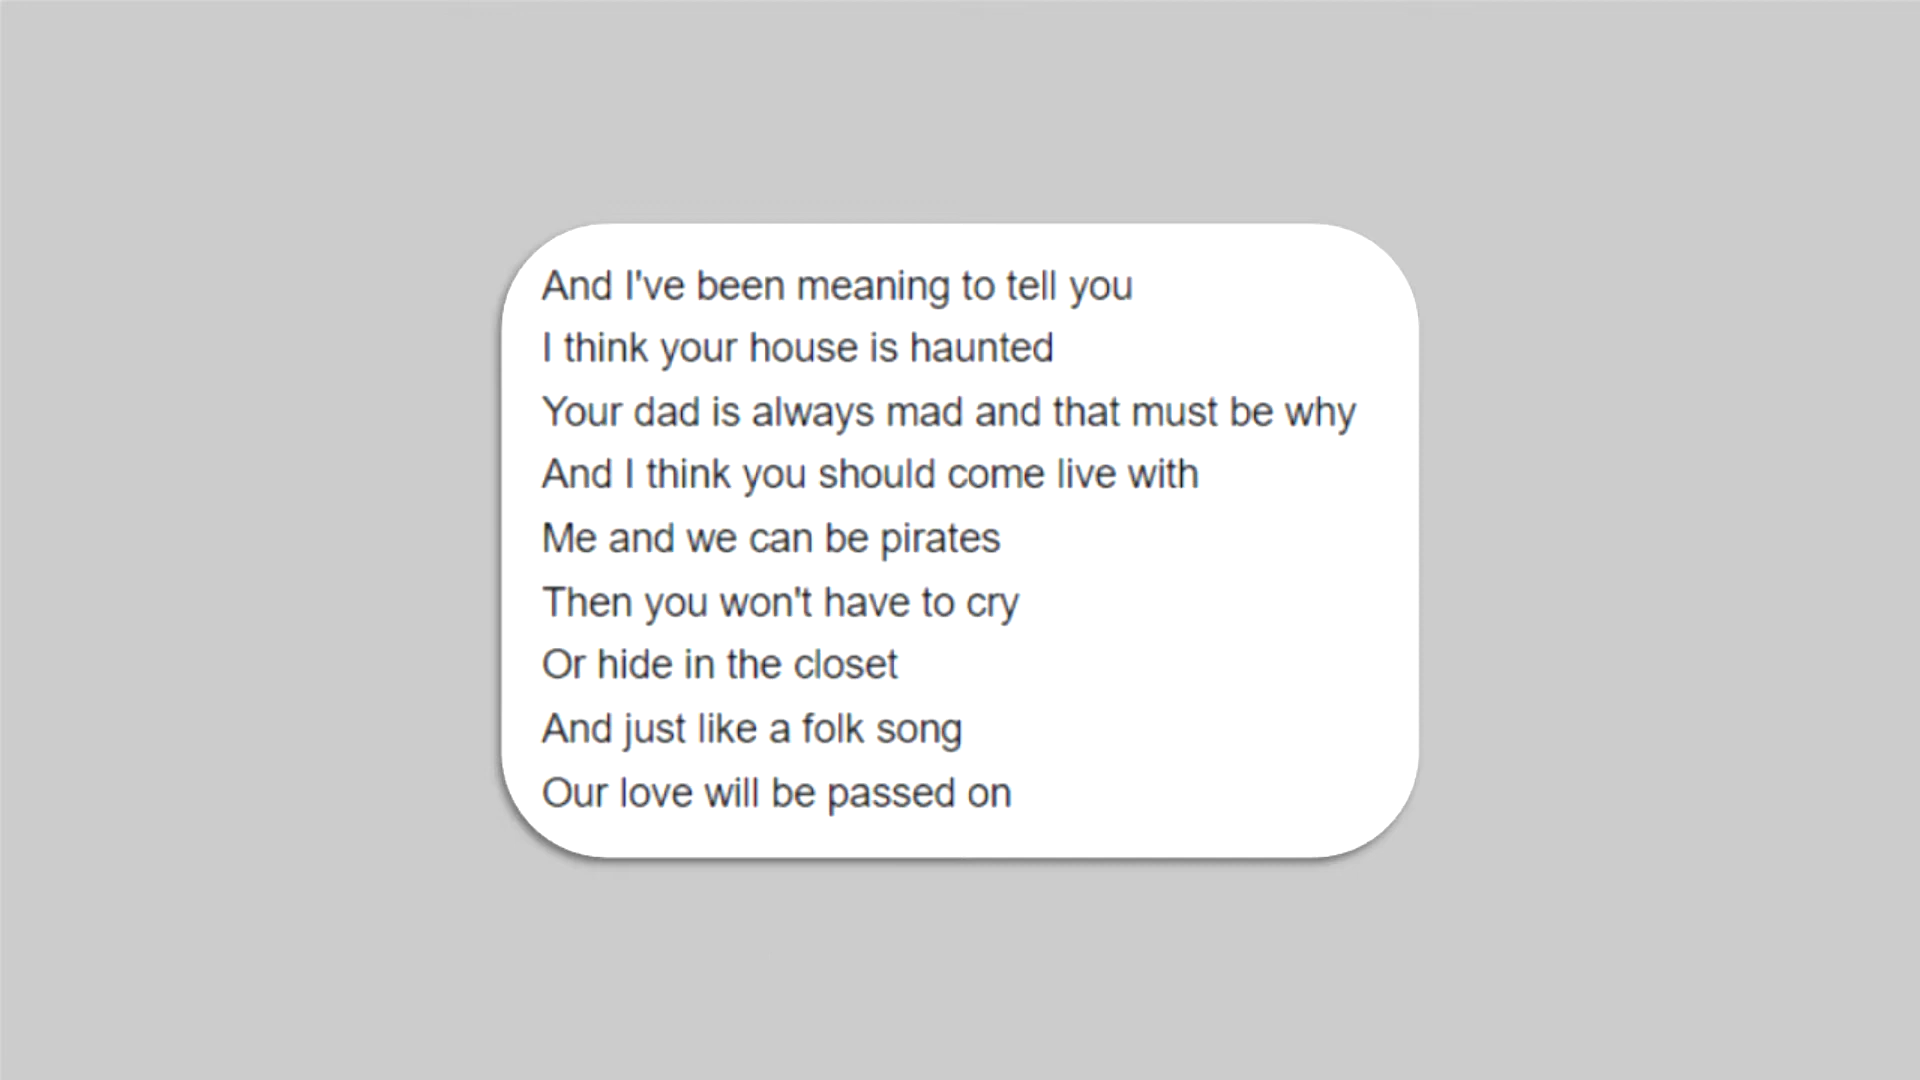 And I've been meaning to tell you
I think your house is haunted
Your dad is always mad and that must be why
And I think you should come live with
Me and we can be pirates
Then you won't have to cry
Or hide in the closet
And just like a folk song
Our love will be passed on